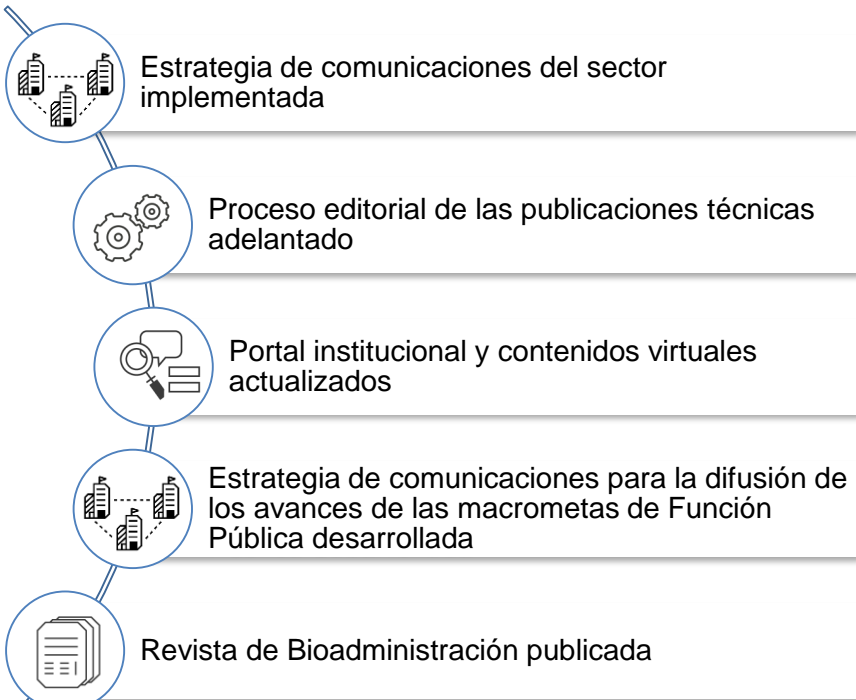 Estrategia de comunicaciones del sector
implementada
Proceso editorial de las publicaciones técnicas
adelantado
Portal institucional y contenidos virtuales
actualizados
Estrategia de comunicaciones para la difusión de
los avances de las macrometas de Función
Pública desarrollada
Revista de Bioadministración publicada